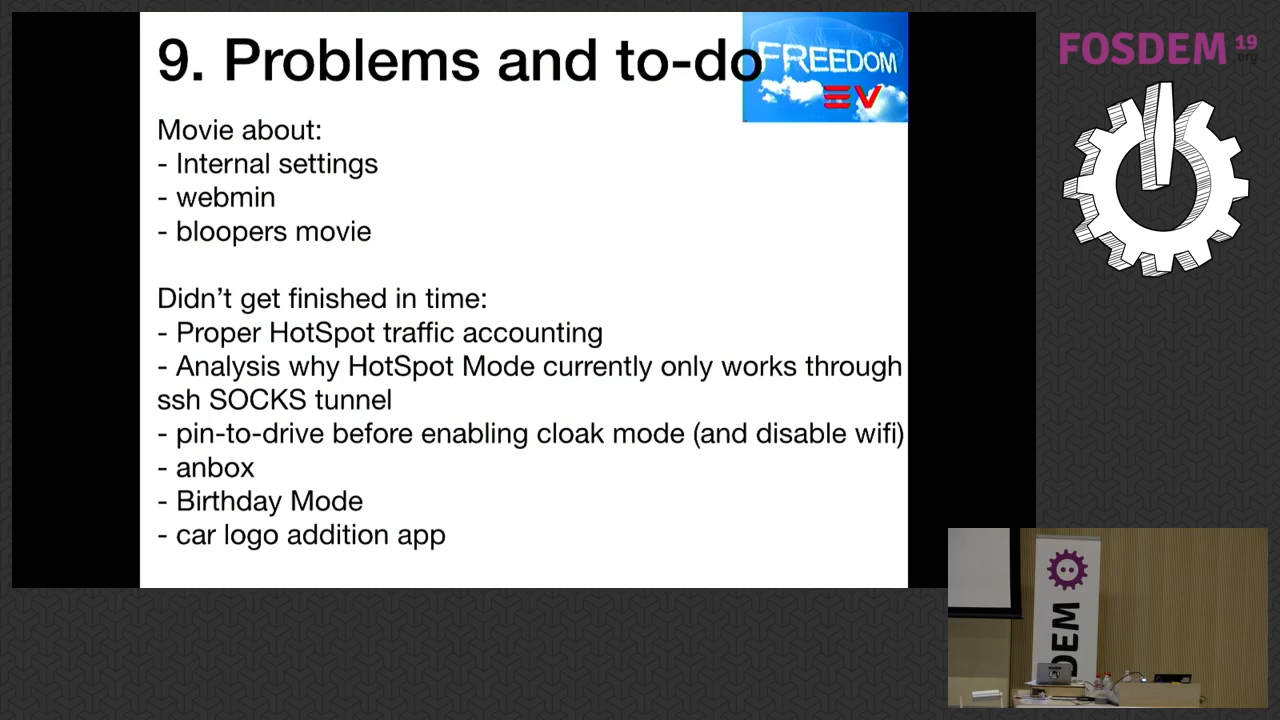 9. Problems and to-do
FREEDOM
EV
Movie about:
- Internal settings
- webmin
- bloopers movie
Didn't get finished in time:
- Proper HotSpot traffic accounting
- Analysis why HotSpot Mode currently only works through
ssh SOCKS tunnel
- pin-to-drive before enabling cloak mode (and disable wifi)
- anbox
- Birthday Mode
- car logo addition app
FOSDEM 19
.org
DEM